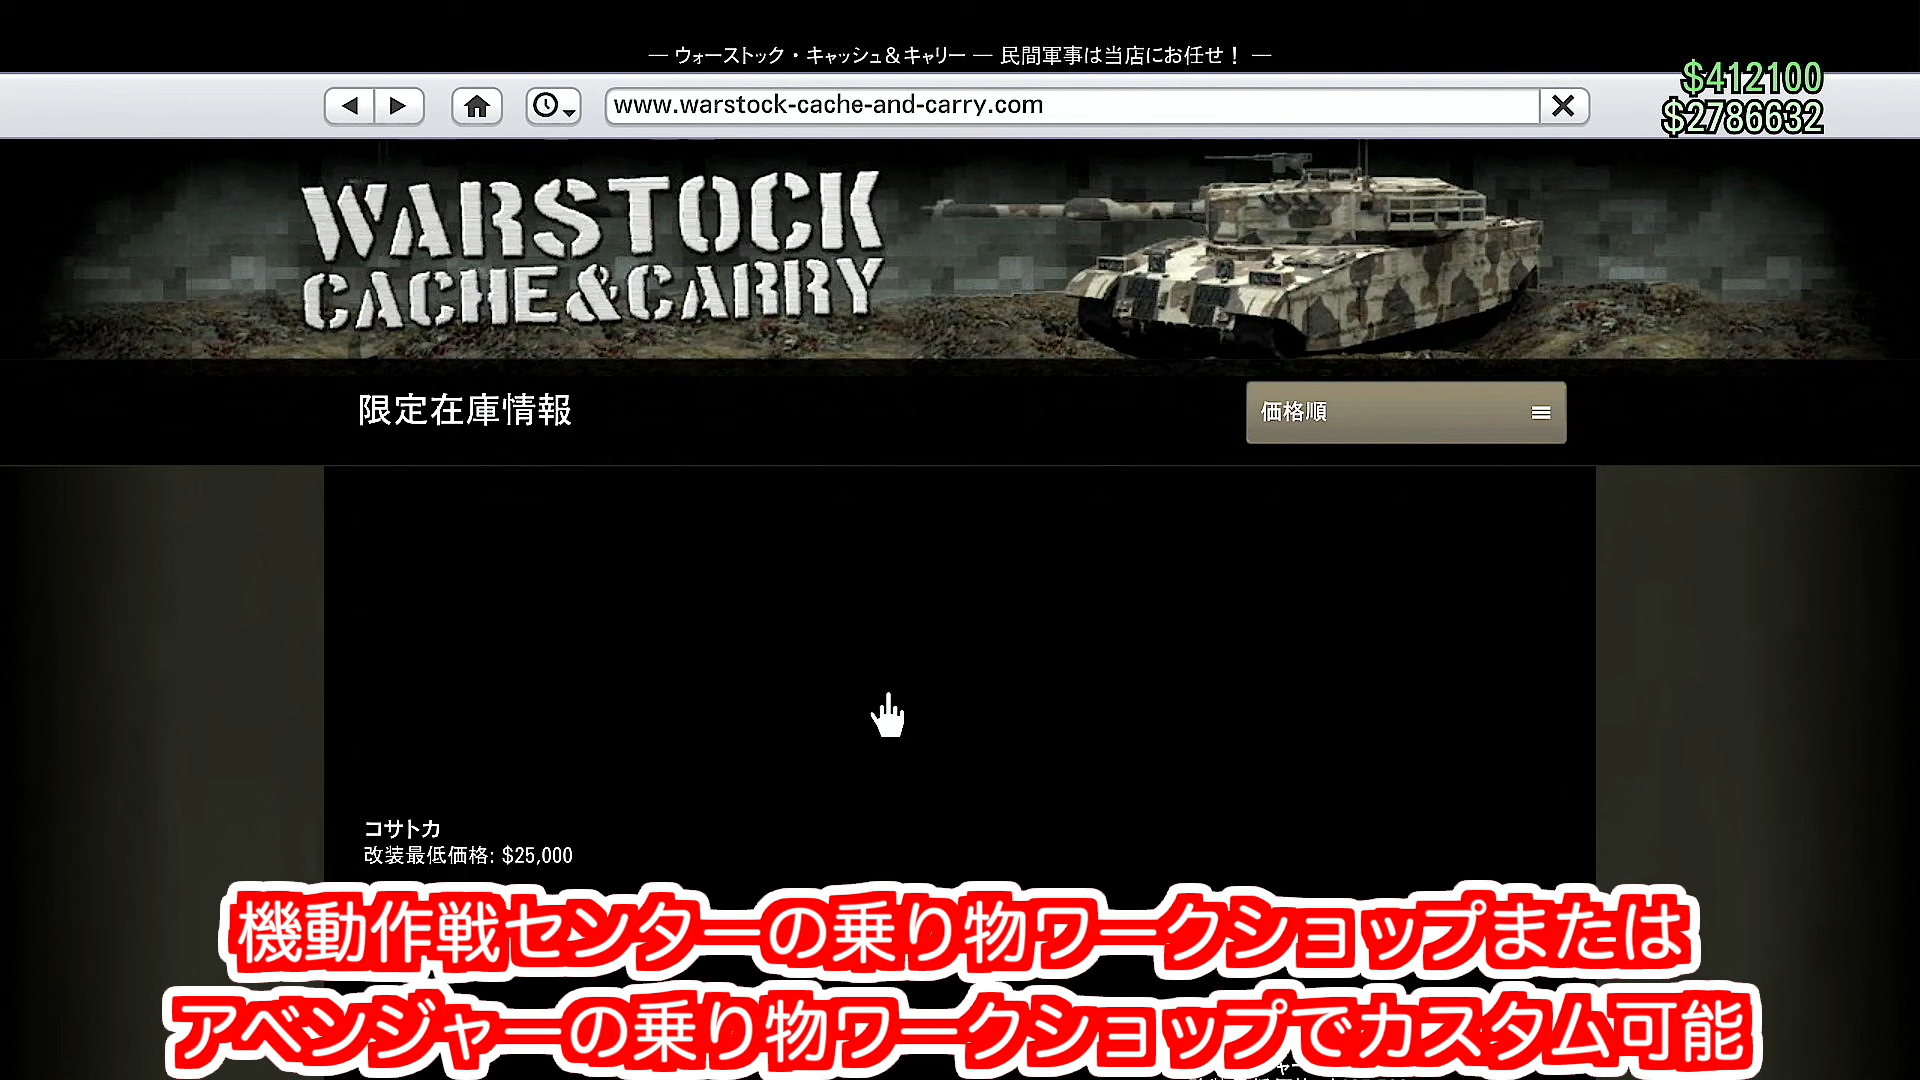 — ウォーストック・キャッシュ＆キャリー — 民間軍事は当店にお任せ！ —
www.warstock-cache-and-carry.com
$412100
$2786632
WARSTOCK
CACHE&CARRY
限定在庫情報
価格順
コサトカ
改装最低価格: $25,000
機動作戦センターの乗り物ワークショップまたは
アベンジャーの乗り物ワークショップでカスタム可能